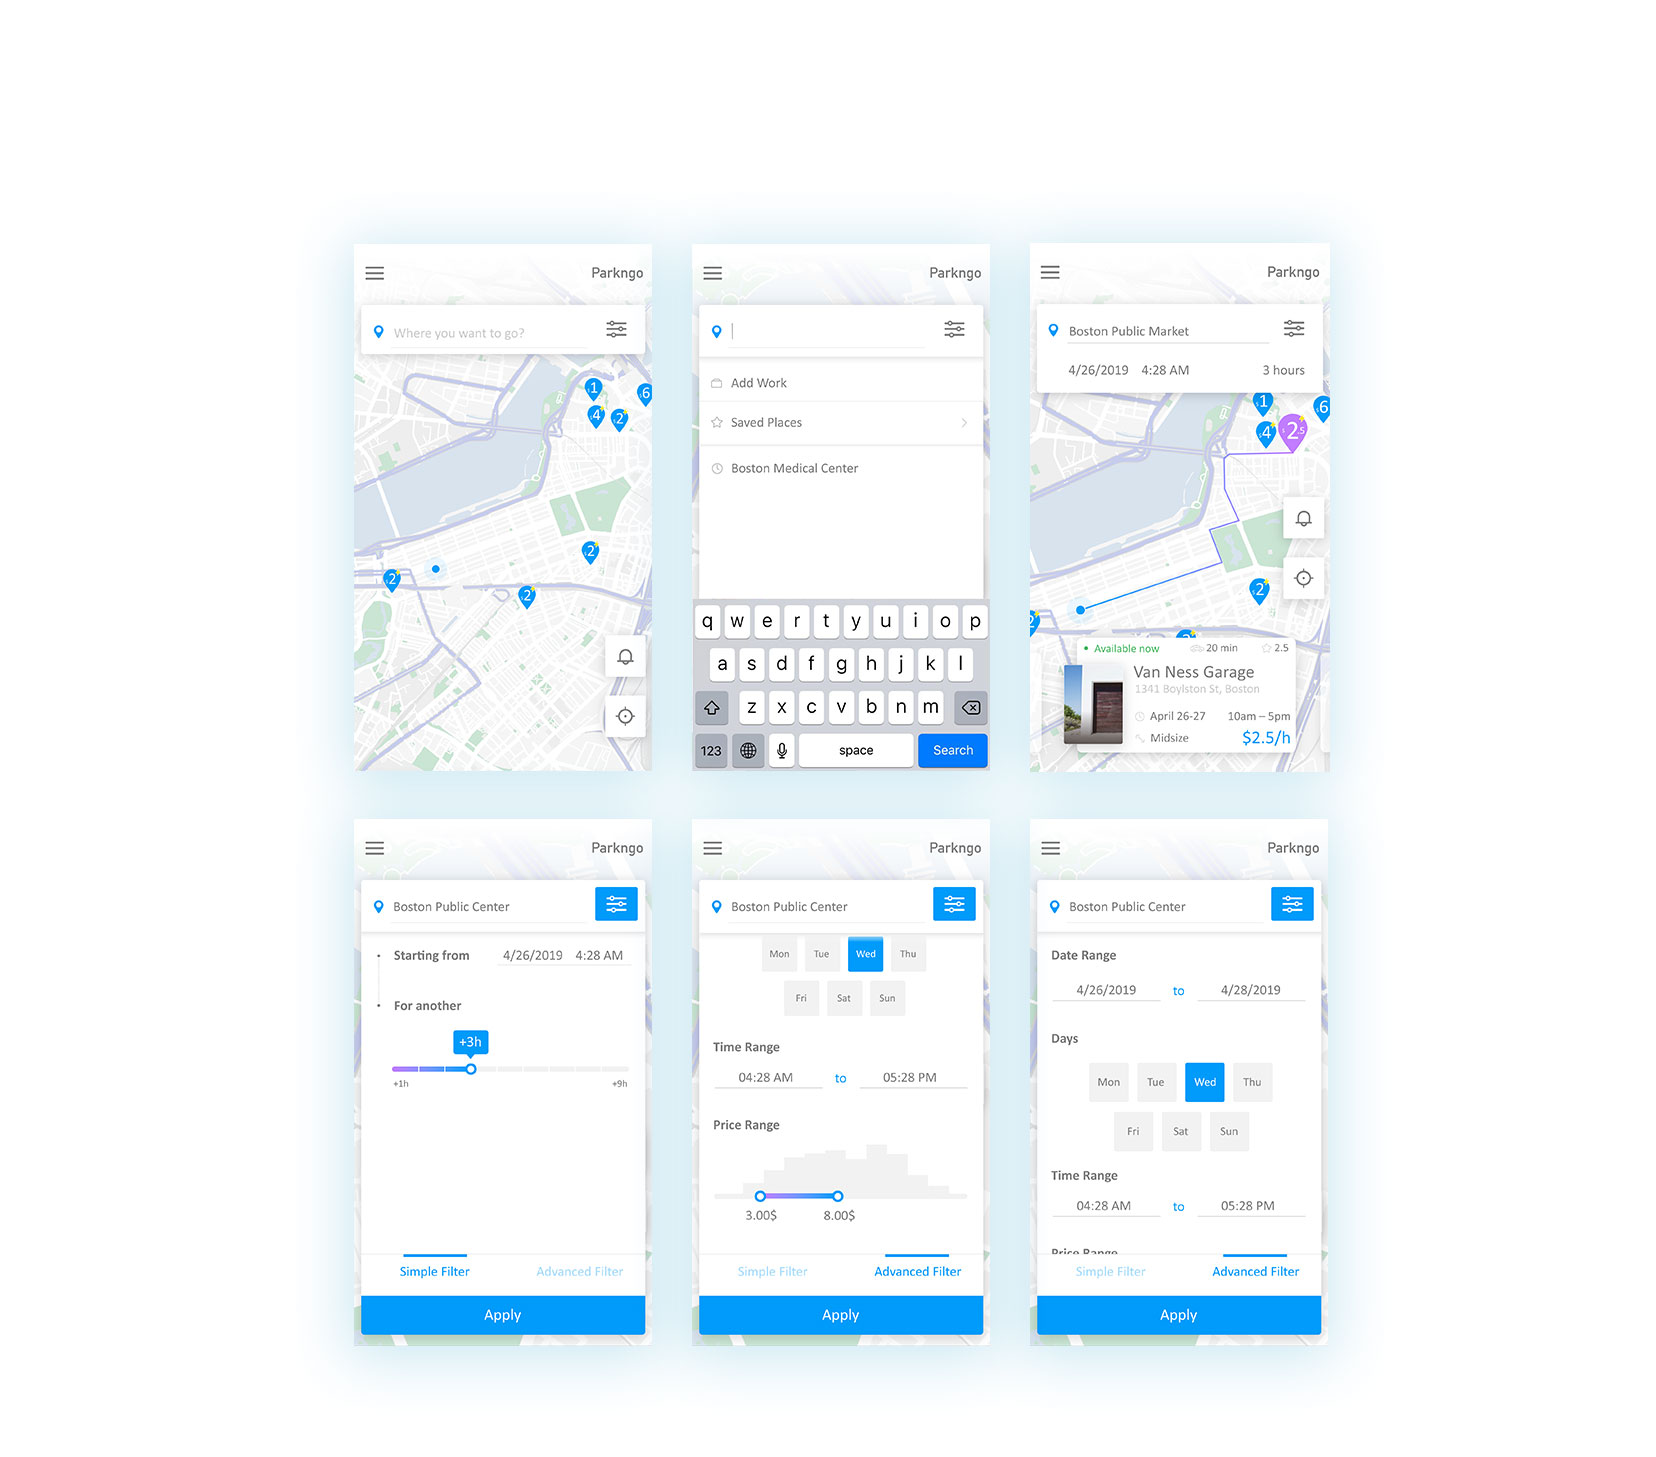 Parkngo
Where you want to go?
1
6
4
2
2
2
2
Parkngo
Add Work
Saved Places
Boston Medical Center
q w e r t y u i o p
a s d f g h j k l
z x c v b n m
123 space Search
Parkngo
Boston Public Market
4/26/2019 4:28 AM 3 hours
1
6
4
2.5
2
2
2
Available now 20 min 2.5
Van Ness Garage
1341 Boylston St, Boston
April 26-27 10am – 5pm
Midsize $2.5/h
Parkngo
Boston Public Center
Starting from 4/26/2019 4:28 AM
For another
+3h
+1h +9h
Simple Filter Advanced Filter
Apply
Parkngo
Boston Public Center
Mon Tue Wed Thu
Fri Sat Sun
Time Range
04:28 AM to 05:28 PM
Price Range
3.00$ 8.00$
Simple Filter Advanced Filter
Apply
Parkngo
Boston Public Center
Date Range
4/26/2019 to 4/28/2019
Days
Mon Tue Wed Thu
Fri Sat Sun
Time Range
04:28 AM to 05:28 PM
Price Range
Simple Filter Advanced Filter
Apply